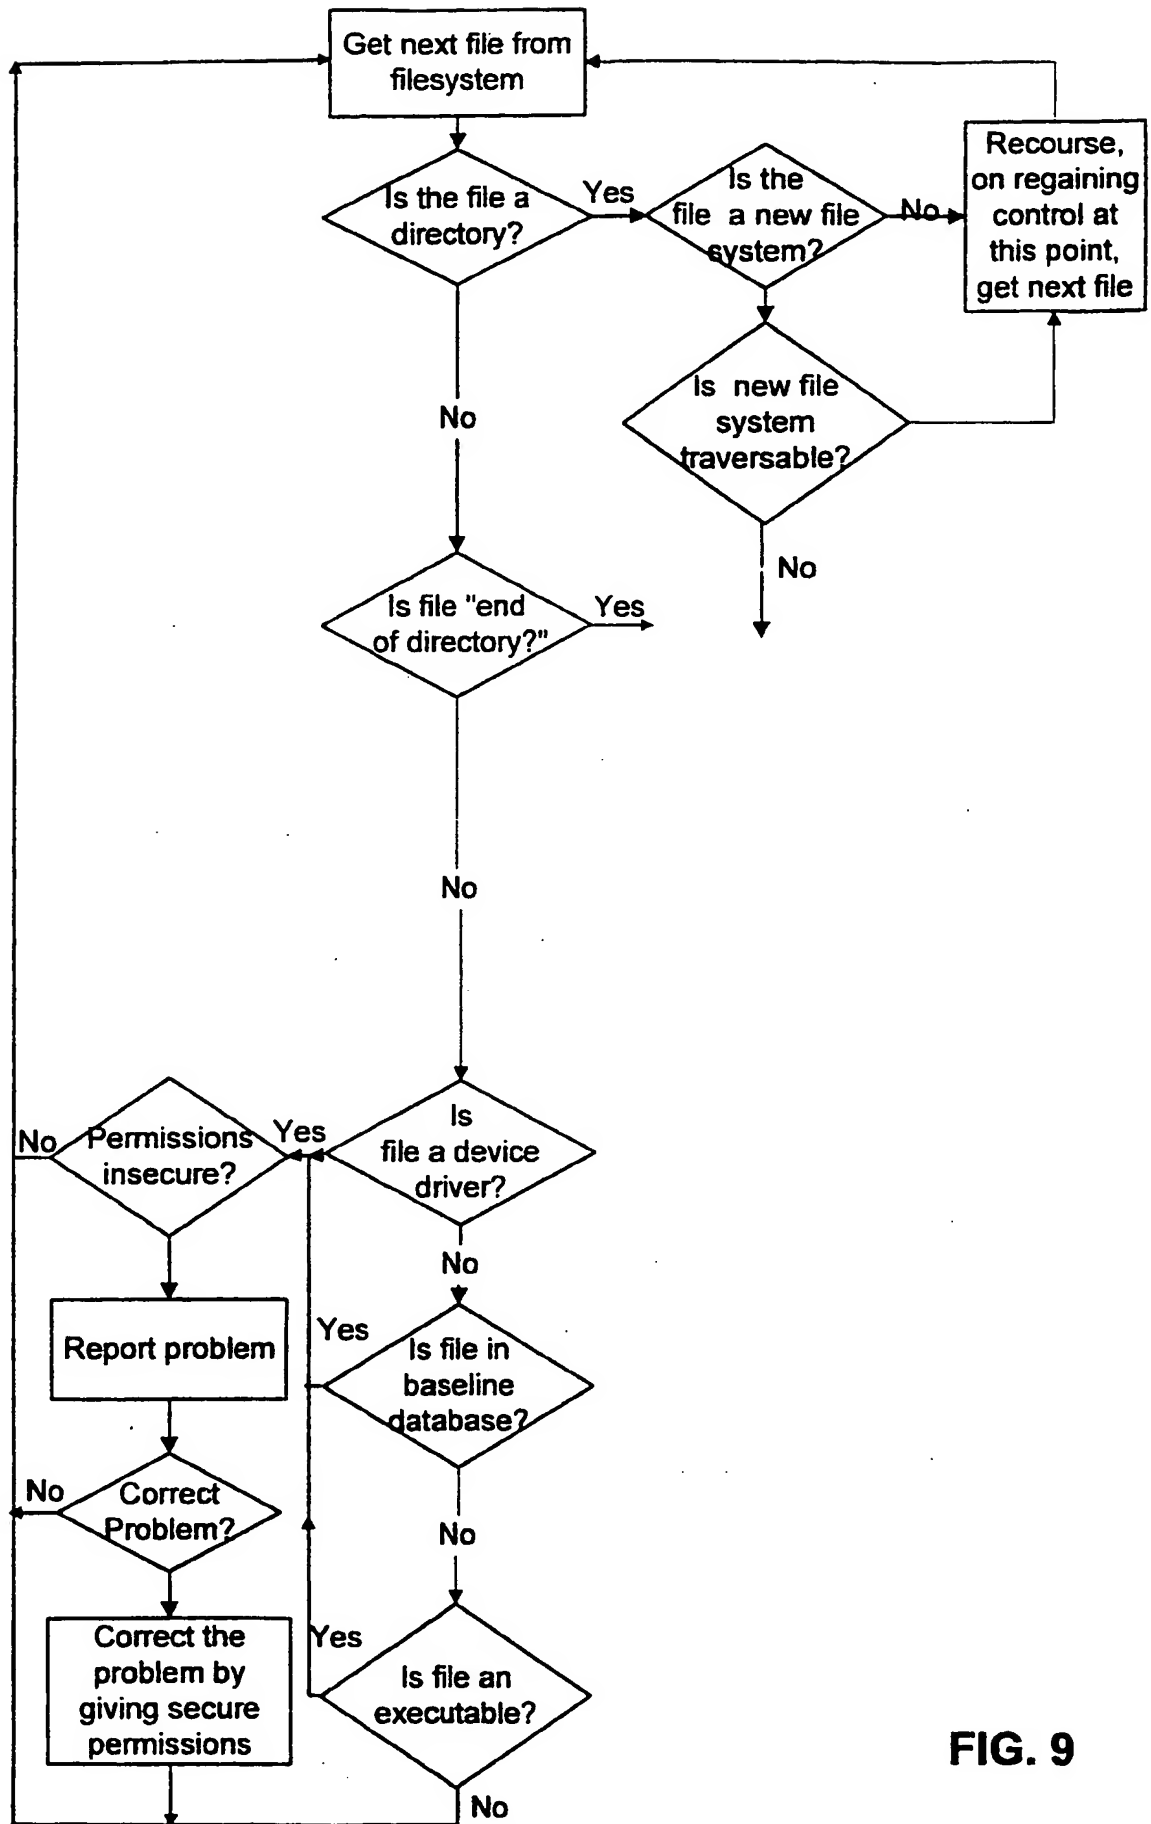 Get next file from
filesystem
Is the file a
directory?
Yes
Is the
file a new file
system?
No
Recourse,
on regaining
control at
this point,
get next file
Is new file
system
traversable?
No
No
Is file "end
of directory?"
Yes
No
Is
file a device
driver?
Yes
Permissions
insecure?
No
No
Report problem
Yes
Is file in
baseline
database?
No
Correct
Problem?
No
Correct the
problem by
giving secure
permissions
Yes
Is file an
executable?
No
FIG. 9